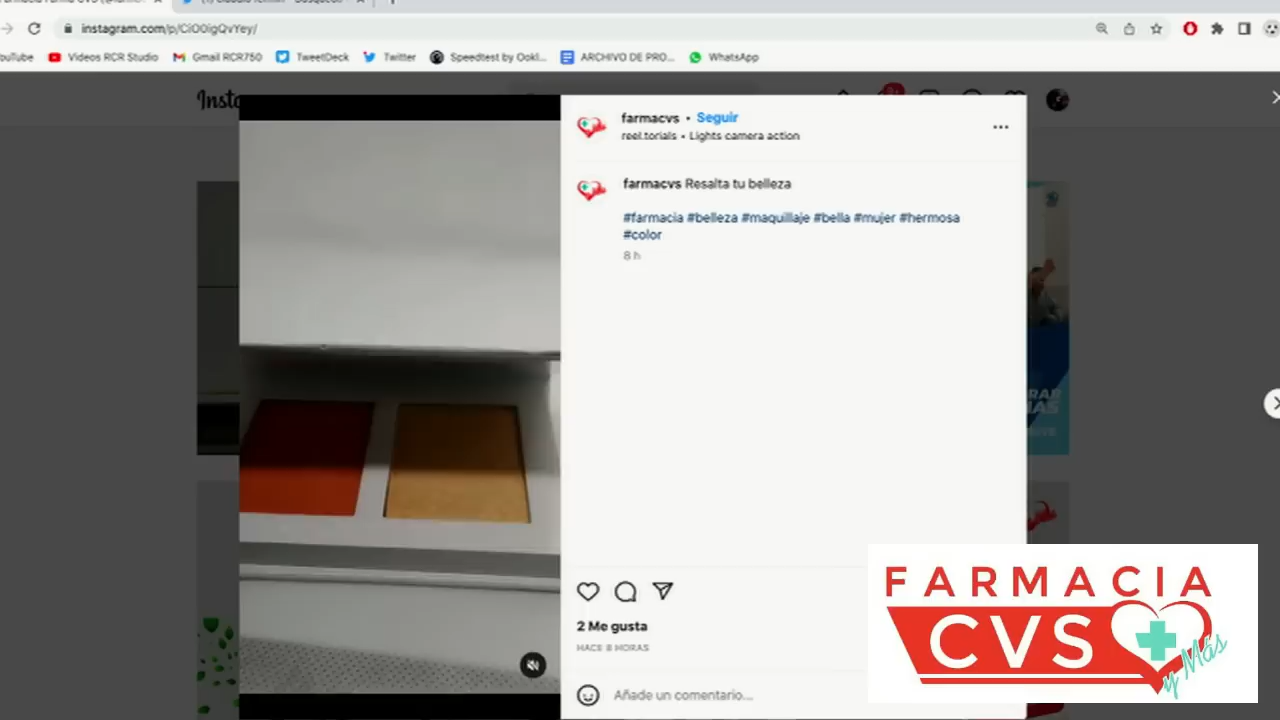 instagram.com/p/CiO0igQvYey/
Videos RCR Studio
Gmail RCR750
TweetDeck
Twitter
Speedtest by Ookl...
ARCHIVO DE PRO...
WhatsApp
farmacvs • Seguir
reel.torials • Lights camera action
farmacvs Resalta tu belleza
#farmacia #belleza #maquillaje #bella #mujer #hermosa
#color
8 h
2 Me gusta
HACE 8 HORAS
Añade un comentario...
FARMACIA
CVS
y Más